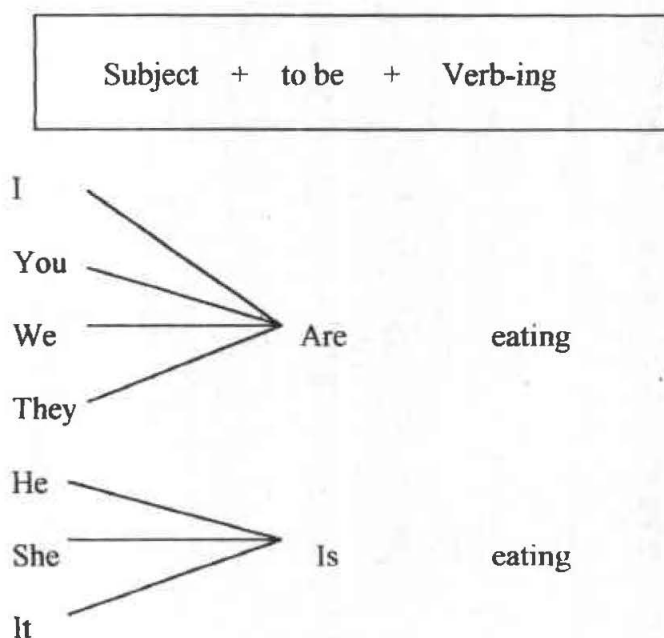 Subject + to be + Verb-ing
I
You
We Are eating
They
He
She Is eating
It